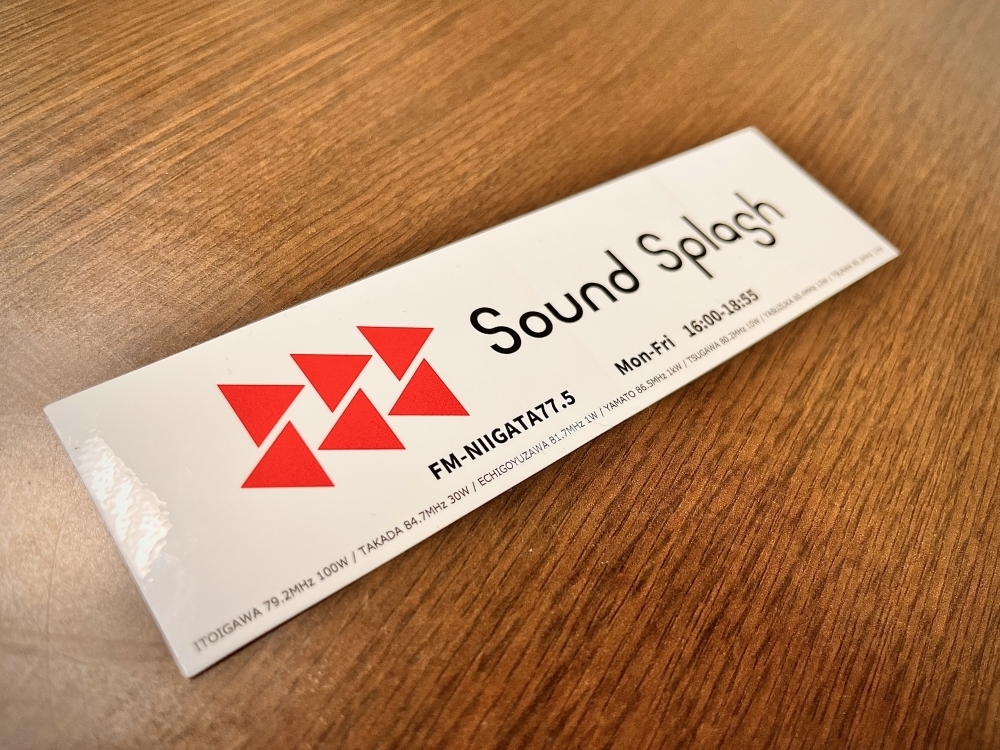 Sound Splash
FM-NIIGATA77.5 Mon-Fri 16:00-18:55
ITOIGAWA 79.2MHz 100W / TAKADA 84.7MHz 30W / ECHIGOYUZAWA 81.7MHz 1W / YAMATO 86.5MHz 1kW / TSUGAWA 80.2MHz 10W / YASUZUKA